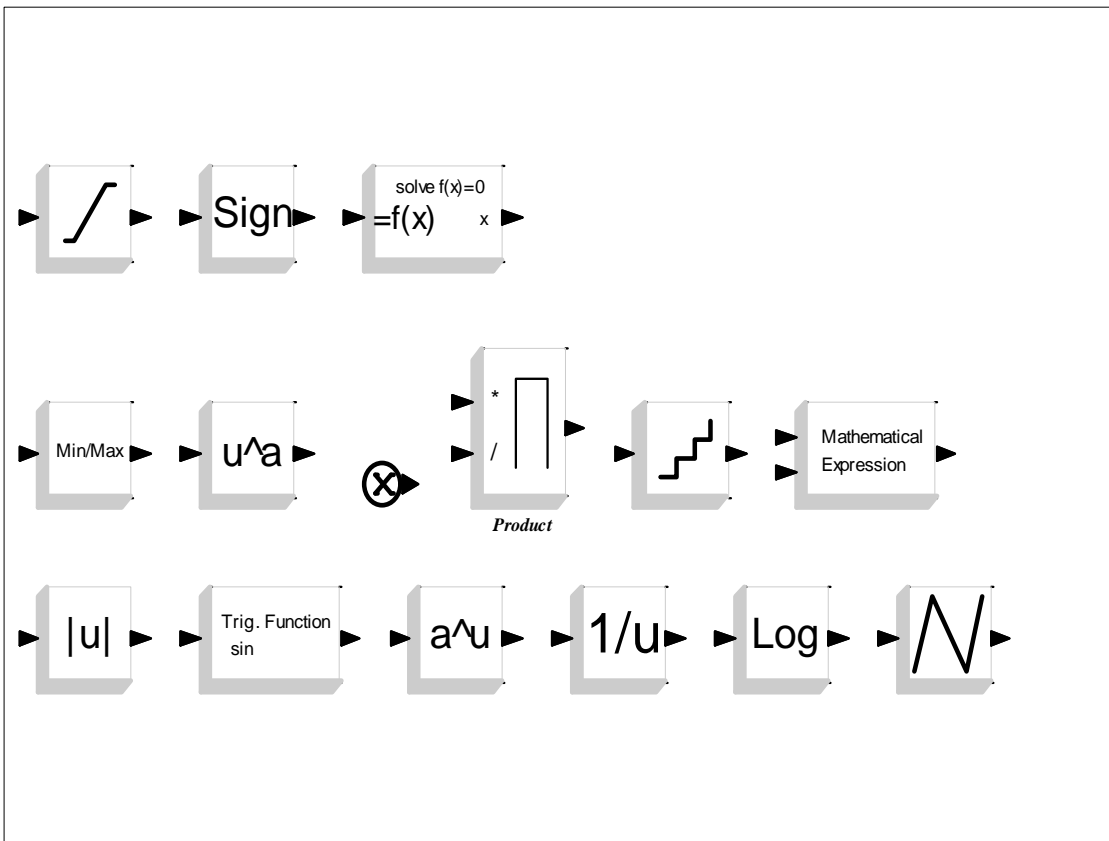 Sign
solve f(x)=0
=f(x) x
Min/Max
u^a
X
*
/
Product
Mathematical
Expression
|u|
Trig. Function
sin
a^u
1/u
Log